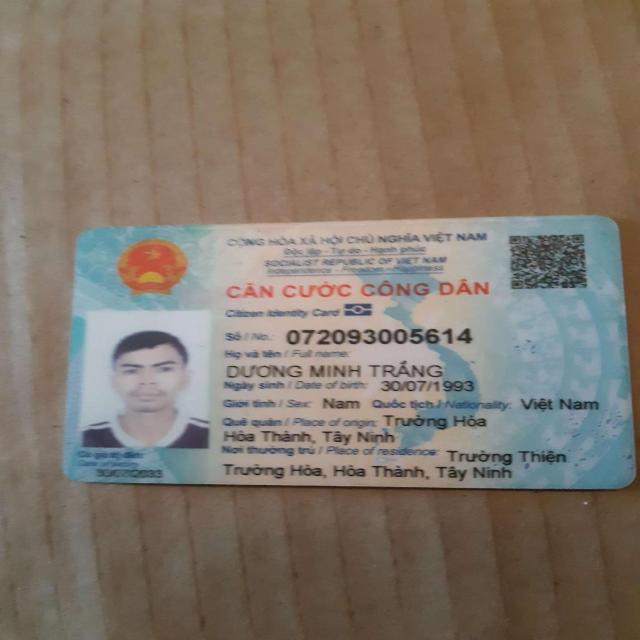 CỘNG HÒA XÃ HỘI CHỦ NGHĨA VIỆT NAM
Độc lập - Tự do - Hạnh phúc
SOCIALIST REPUBLIC OF VIET NAM
Independence - Freedom - Happiness
CĂN CƯỚC CÔNG DÂN
Citizen Identity Card
Số / No.: 072093005614
Họ và tên / Full name:
DƯƠNG MINH TRẮNG
Ngày sinh / Date of birth: 30/07/1993
Giới tính / Sex: Nam Quốc tịch / Nationality: Việt Nam
Quê quán / Place of origin: Trường Hòa
Hòa Thành, Tây Ninh
Nơi thường trú / Place of residence: Trường Thiện
Trường Hòa, Hòa Thành, Tây Ninh
Có giá trị đến:
Date of expiry
30/07/2033